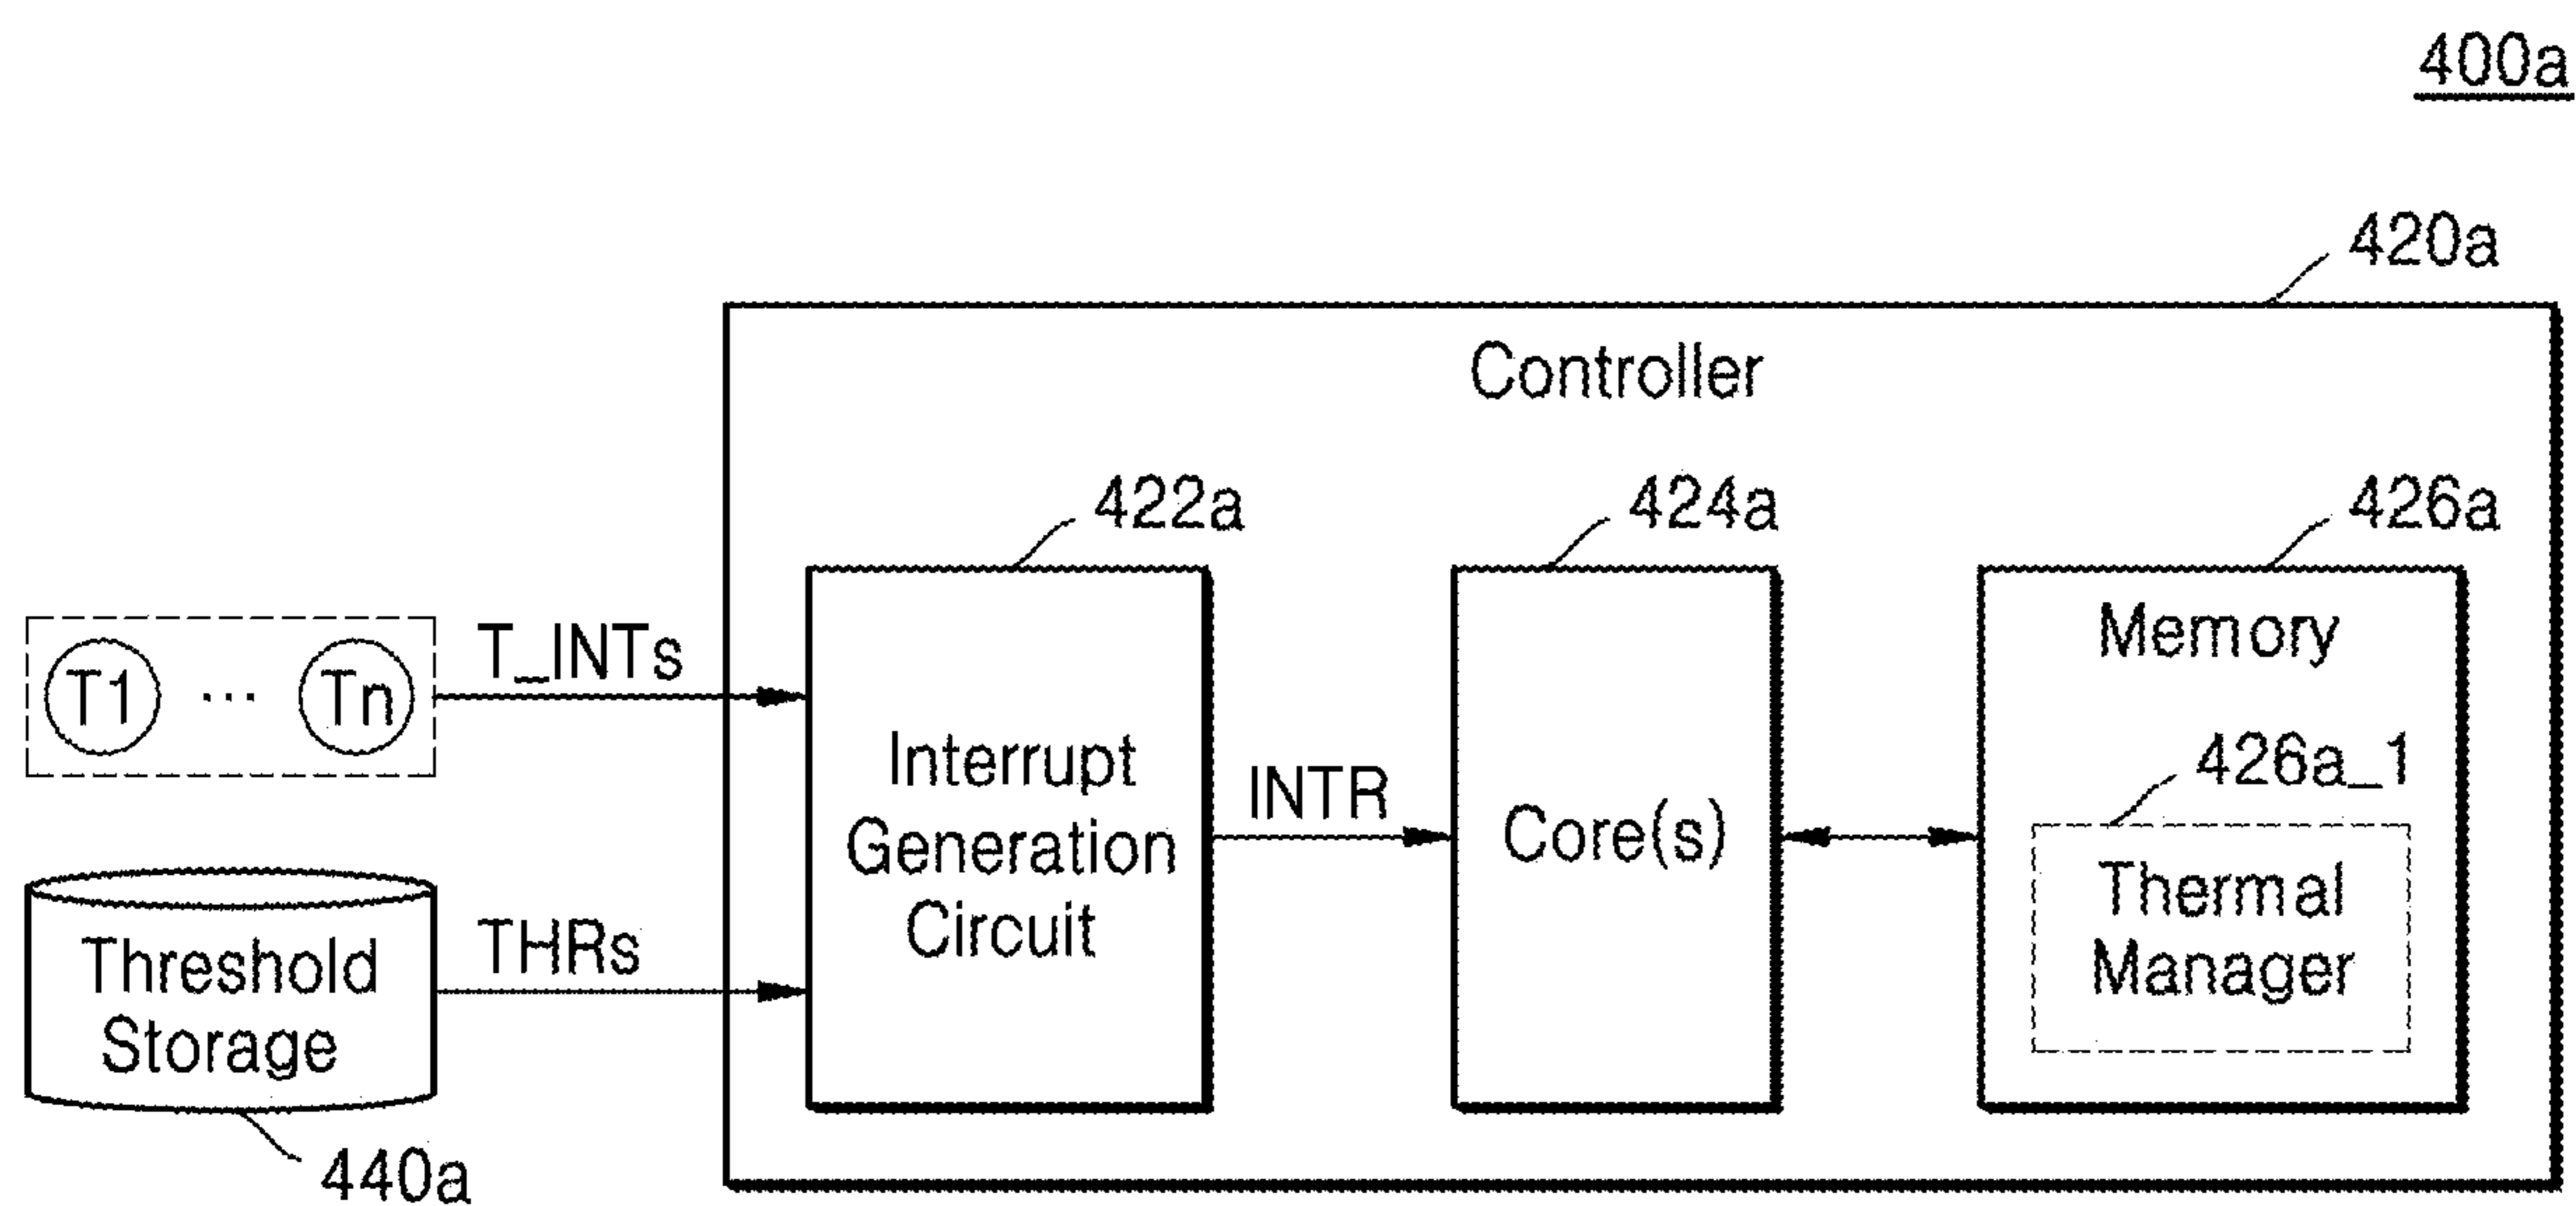 400a
420a
Controller
422a
424a
426a
T1 ... Tn
T_INTs
Interrupt
Generation
Circuit
INTR
Core(s)
Memory
426a_1
Thermal
Manager
Threshold
Storage
THRs
440a